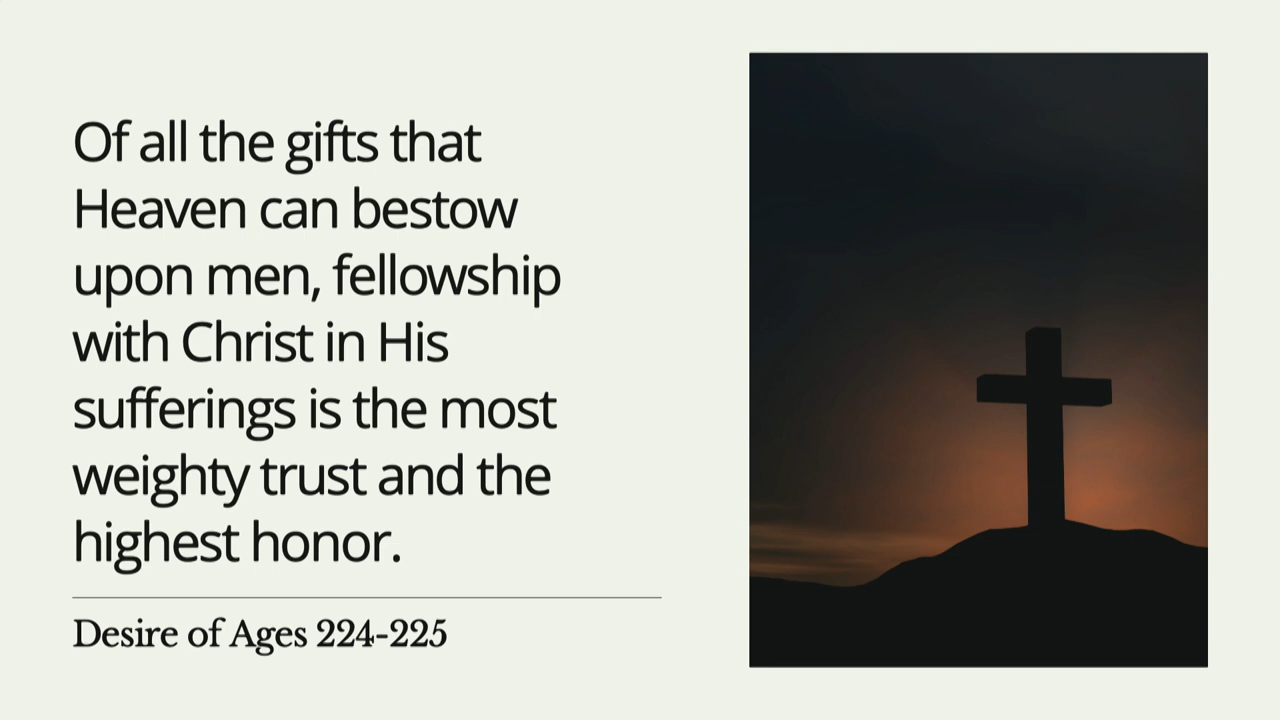 Of all the gifts that
Heaven can bestow
upon men, fellowship
with Christ in His
sufferings is the most
weighty trust and the
highest honor.
Desire of Ages 224-225